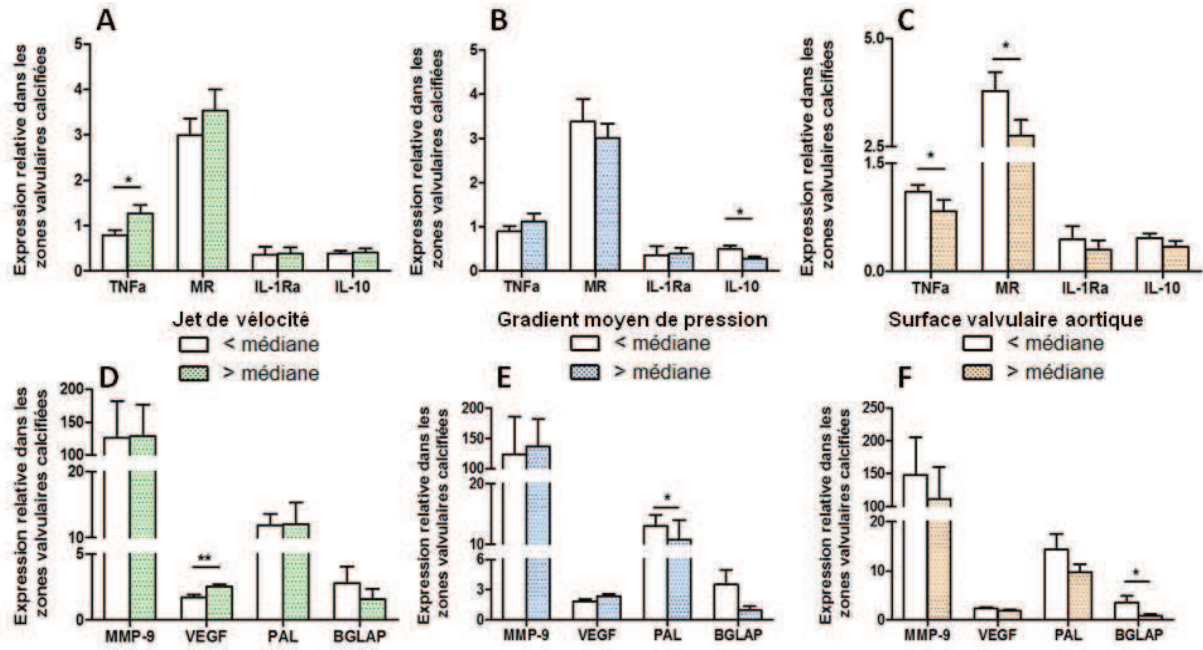 A
B
C
Expression relative dans les
zones valvulaires calcifiées
5
4
3
2
1
0
*
TNFa MR IL-1Ra IL-10
Expression relative dans les
zones valvulaires calcifiées
5
4
3
2
1
0
*
TNFa MR IL-1Ra IL-10
Expression relative dans les
zones valvulaires calcifiées
5.0
2.5
1.5
0.0
*
*
TNFa MR IL-1Ra IL-10
Jet de vélocité
< médiane
> médiane
Gradient moyen de pression
< médiane
> médiane
Surface valvulaire aortique
< médiane
> médiane
D
E
F
Expression relative dans les
zones valvulaires calcifiées
200
150
100
20
10
5
0
**
MMP-9 VEGF PAL BGLAP
Expression relative dans les
zones valvulaires calcifiées
200
150
100
20
10
6
3
0
*
MMP-9 VEGF PAL BGLAP
Expression relative dans les
zones valvulaires calcifiées
250
200
150
100
20
10
0
*
MMP-9 VEGF PAL BGLAP